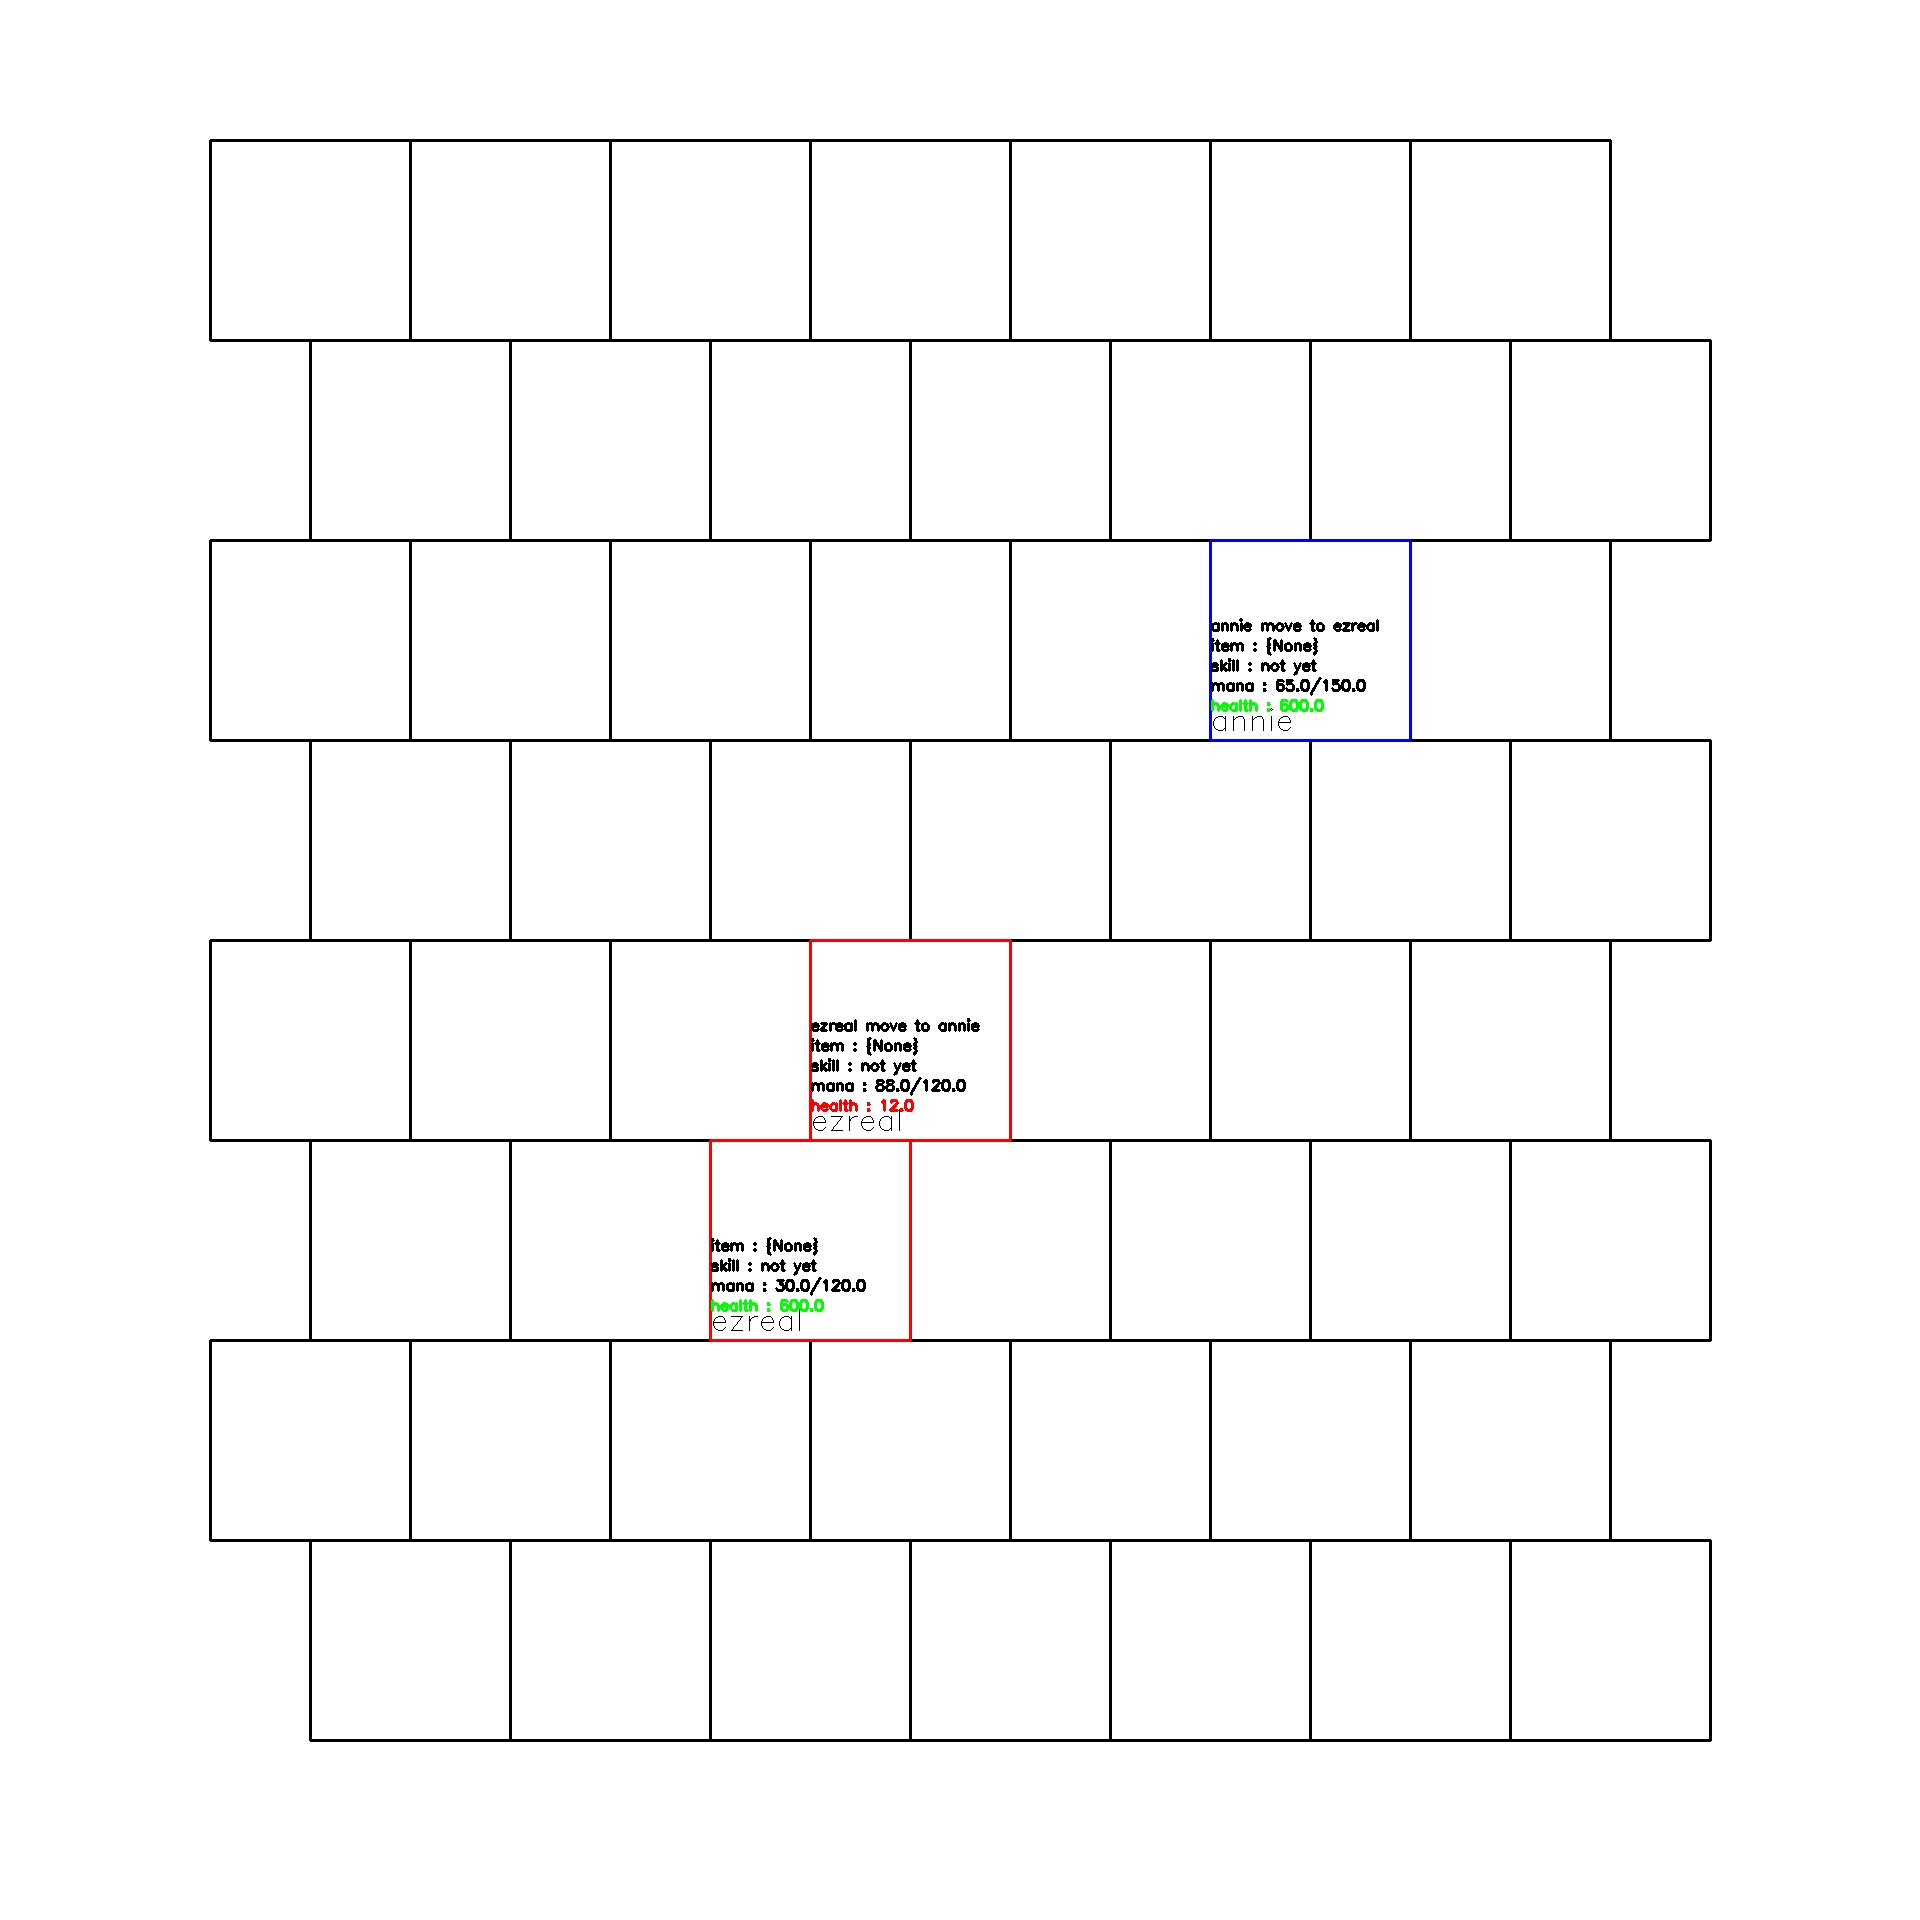 annie move to ezreal
item : {None}
skill : not yet
mana : 65.0/150.0
health : 600.0
annie
ezreal move to annie
item : {None}
skill : not yet
mana : 88.0/120.0
health : 12.0
ezreal
item : {None}
skill : not yet
mana : 30.0/120.0
health : 600.0
ezreal